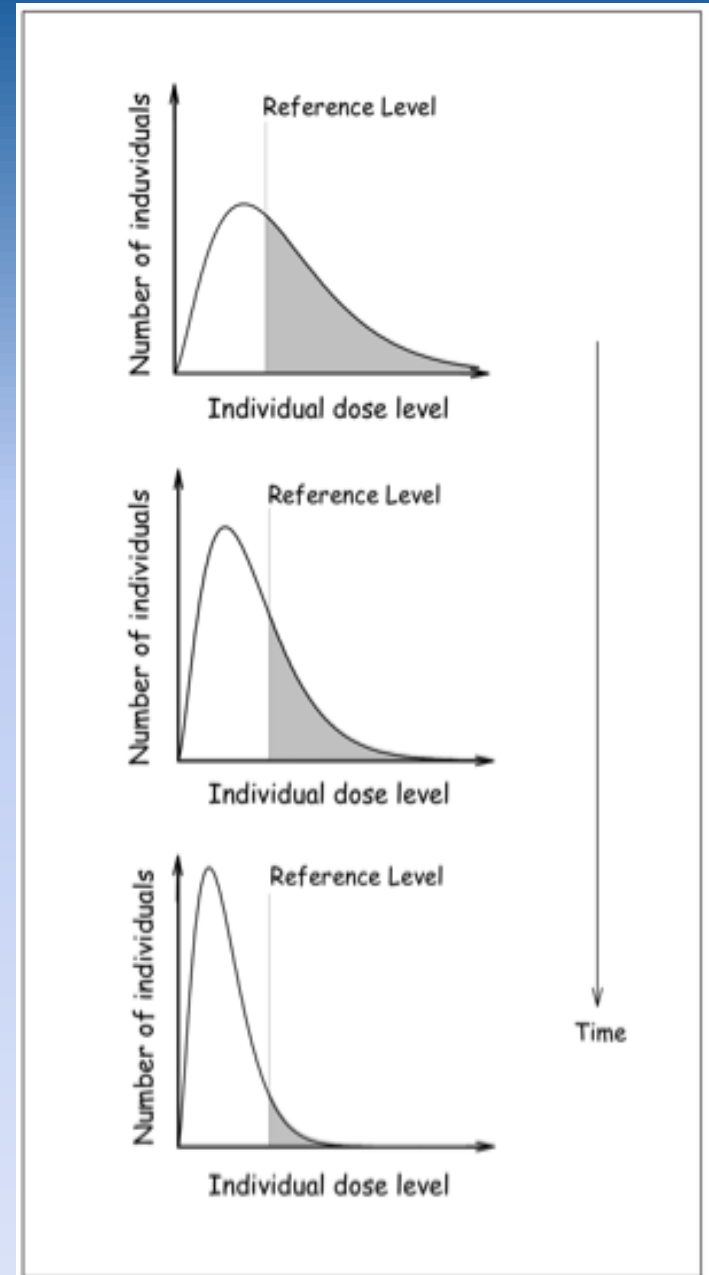 Reference Level
Number of induviduals
Individual dose level
Reference Level
Number of individuals
Individual dose level
Reference Level
Number of individuals
Individual dose level
Time